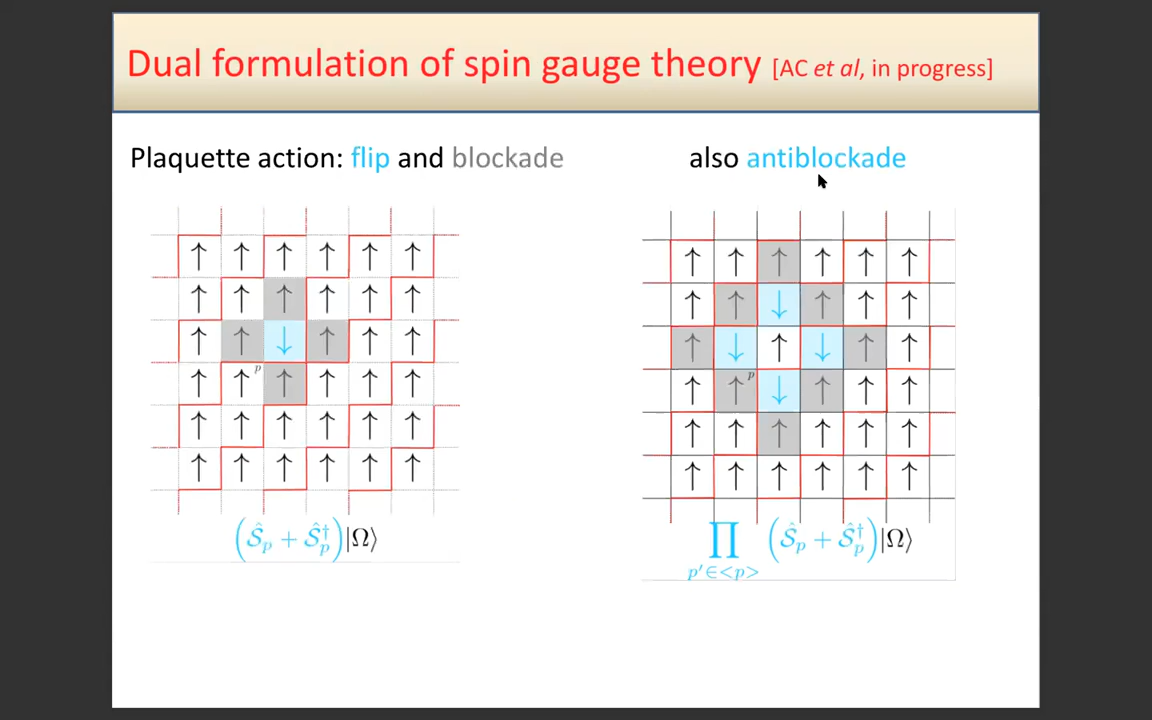 Dual formulation of spin gauge theory [AC et al, in progress]
Plaquette action: flip and blockade
also antiblockade
↑ ↑ ↑ ↑ ↑ ↑
↑ ↑ ↑ ↑ ↑ ↑
↑ ↑ ↓ ↑ ↑ ↑
p
↑ ↑ ↑ ↑ ↑ ↑
↑ ↑ ↑ ↑ ↑ ↑
↑ ↑ ↑ ↑ ↑ ↑
(Ŝ_p + Ŝ_p^†)|Ω⟩
↑ ↑ ↑ ↑ ↑ ↑
↑ ↑ ↓ ↑ ↑ ↑
↑ ↓ ↑ ↓ ↑ ↑
p
↑ ↑ ↓ ↑ ↑ ↑
↑ ↑ ↑ ↑ ↑ ↑
↑ ↑ ↑ ↑ ↑ ↑
∏ (Ŝ_p + Ŝ_p^†)|Ω⟩
p′∈<p>